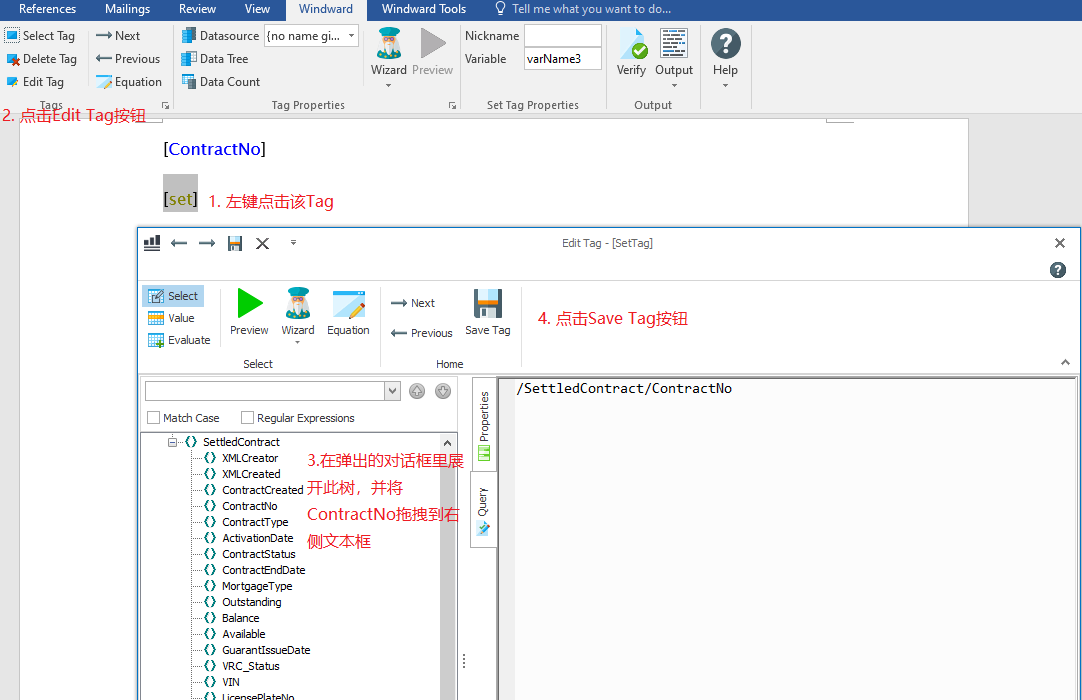 References Mailings Review View Windward Windward Tools Tell me what you want to do...
Select Tag Next Datasource {no name gi... Nickname
Delete Tag Previous Data Tree Wizard Preview Variable varName3 Verify Output Help
Edit Tag Equation Data Count
Tags Tag Properties Set Tag Properties Output
2. 点击Edit Tag按钮
[ContractNo]
[set] 1. 左键点击该Tag
Edit Tag - [SetTag]
Select
Value
Evaluate
Preview Wizard Equation
Next
Previous
Save Tag
4. 点击Save Tag按钮
Select Home
Match Case Regular Expressions
Properties
Query
/SettledContract/ContractNo
SettledContract
XMLCreator
XMLCreated
ContractCreated
ContractNo
ContractType
ActivationDate
ContractStatus
ContractEndDate
MortgageType
Outstanding
Balance
Available
GuarantIssueDate
VRC_Status
VIN
LicensePlateNo
3.在弹出的对话框里展
开此树，并将
ContractNo拖拽到右
侧文本框